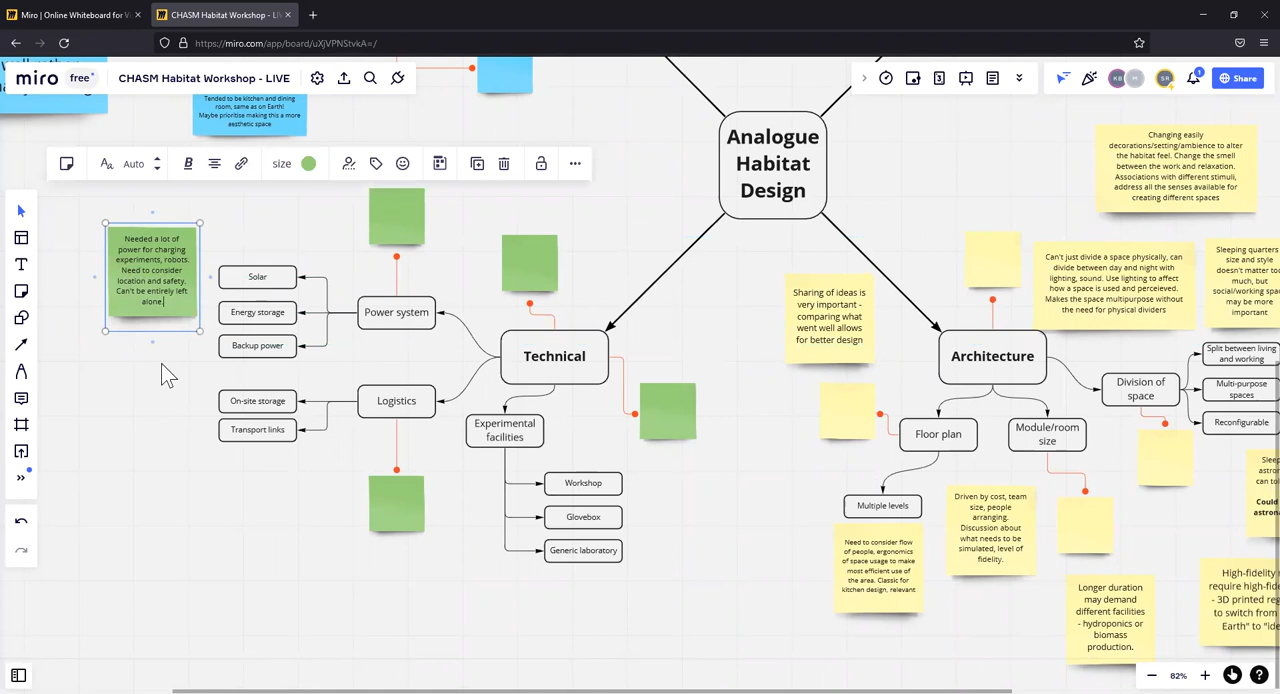 Miro | Online Whiteboard for Vi
CHASM Habitat Workshop - LIVE
https://miro.com/app/board/uXjVPNStvkA=/
miro free
CHASM Habitat Workshop - LIVE
3
KB
M
SR
1
Share
Tended to be kitchen and dining
room, same as on Earth!
Maybe prioritise making this a more
aesthetic space
Auto
B
size
Analogue
Habitat
Design
Changing easily
decorations/setting/ambience to alter
the habitat feel. Change the smell
between the work and relaxation.
Associations with different stimuli,
address all the senses available for
creating different spaces
Needed a lot of
power for charging
experiments, robots.
Need to consider
location and safety.
Can't be entirely left
alone.
Solar
Energy storage
Backup power
Power system
On-site storage
Transport links
Logistics
Technical
Experimental
facilities
Workshop
Glovebox
Generic laboratory
Sharing of ideas is
very important -
comparing what
went well allows
for better design
Can't just divide a space physically, can
divide between day and night with
lighting, sound. Use lighting to affect
how a space is used and perceived.
Makes the space multipurpose without
the need for physical dividers
Sleeping quarters
size and style
doesn't matter to
much, but
social/working spa
may be more
important
Architecture
Division of
space
Split between living
and working
Multi-purpose
spaces
Reconfigurable
Floor plan
Module/room
size
Multiple levels
Need to consider flow
of people, ergonomics
of space usage to make
most efficient use of
the area. Classic for
kitchen design, relevant
Driven by cost, team
size, people
arranging.
Discussion about
what needs to be
simulated, level of
fidelity.
Longer duration
may demand
different facilities
- hydroponics or
biomass
production.
Sleep
astron
can tol
Could
astrona
High-fidelity
require high-fide
- 3D printed reg
to switch from
Earth" to "ide
82%